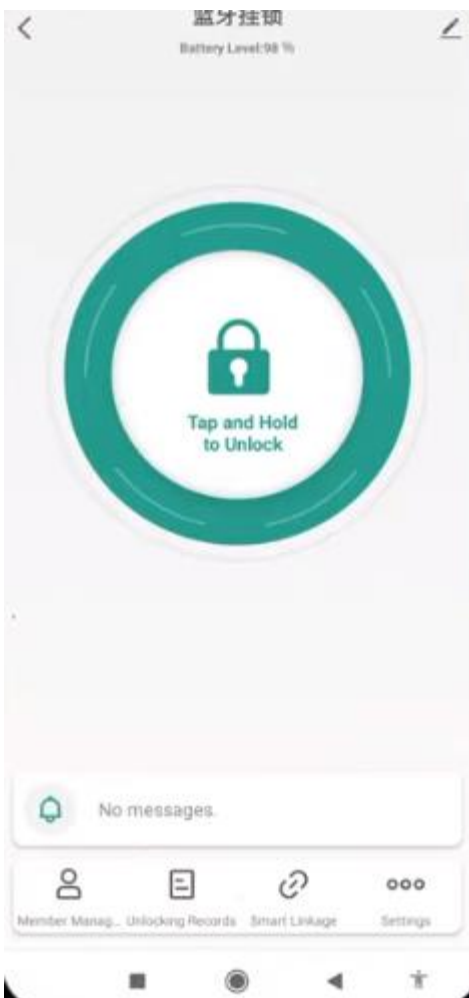 蓝牙挂锁
Battery Level:98 %
Tap and Hold
to Unlock
No messages.
Member Manag...
Unlocking Records
Smart Linkage
Settings